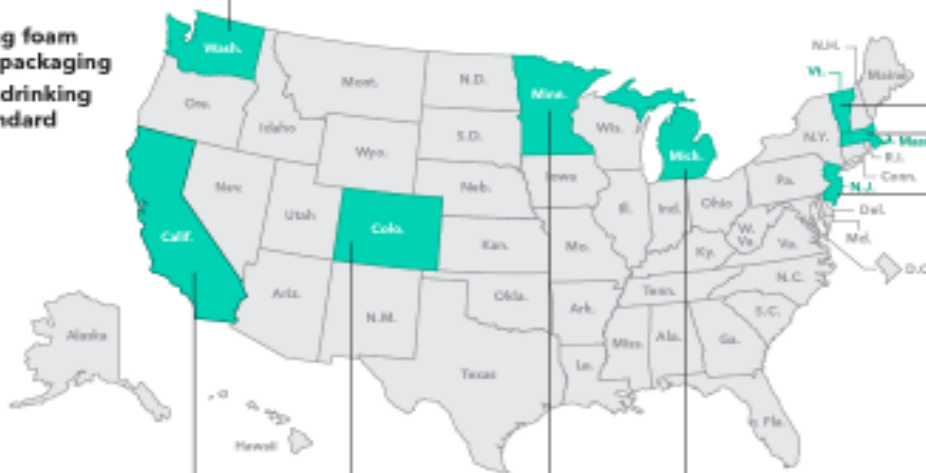 g foam
packaging
drinking
ndard
Wash.
Mont.
N.D.
Minn.
N.H.
Vt.
Maine
Ore.
Idaho
S.D.
Wis.
Mich.
N.Y.
Mass
R.I.
Conn.
Wyo.
Nev.
Neb.
Iowa
Pa.
N.J.
Calif.
Utah
Colo.
Kan.
Mo.
Ill.
Ind.
Ohio
W.
Va.
Va.
Del.
Md.
D.C
Ky.
Ariz.
N.M.
Okla.
Ark.
Tenn.
N.C.
S.C.
Miss.
Ala.
Ga.
La.
Texas
Fla.
Alaska
Hawaii